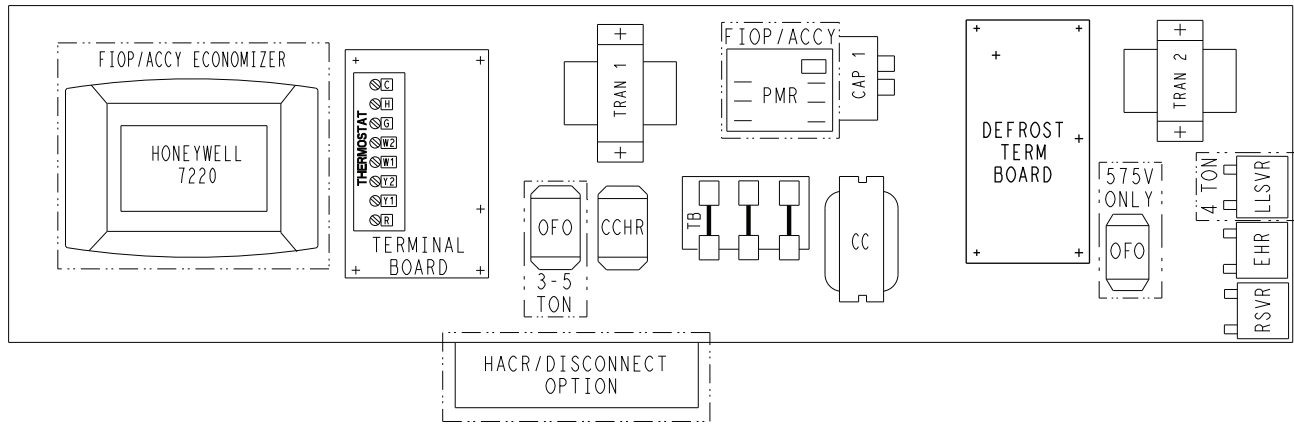 FIOP/ACCY ECONOMIZER
HONEYWELL
7220
THERMOSTAT
C
H
G
W2
W1
Y2
Y1
R
TERMINAL
BOARD
OFO
3-5
TON
CCHR
TRAN 1
FIOP/ACCY
PMR
CAP 1
TB
CC
DEFROST
TERM
BOARD
575V
ONLY
OFO
TRAN 2
4 TON
LLSVR
EHR
RSVR
HACR/DISCONNECT
OPTION